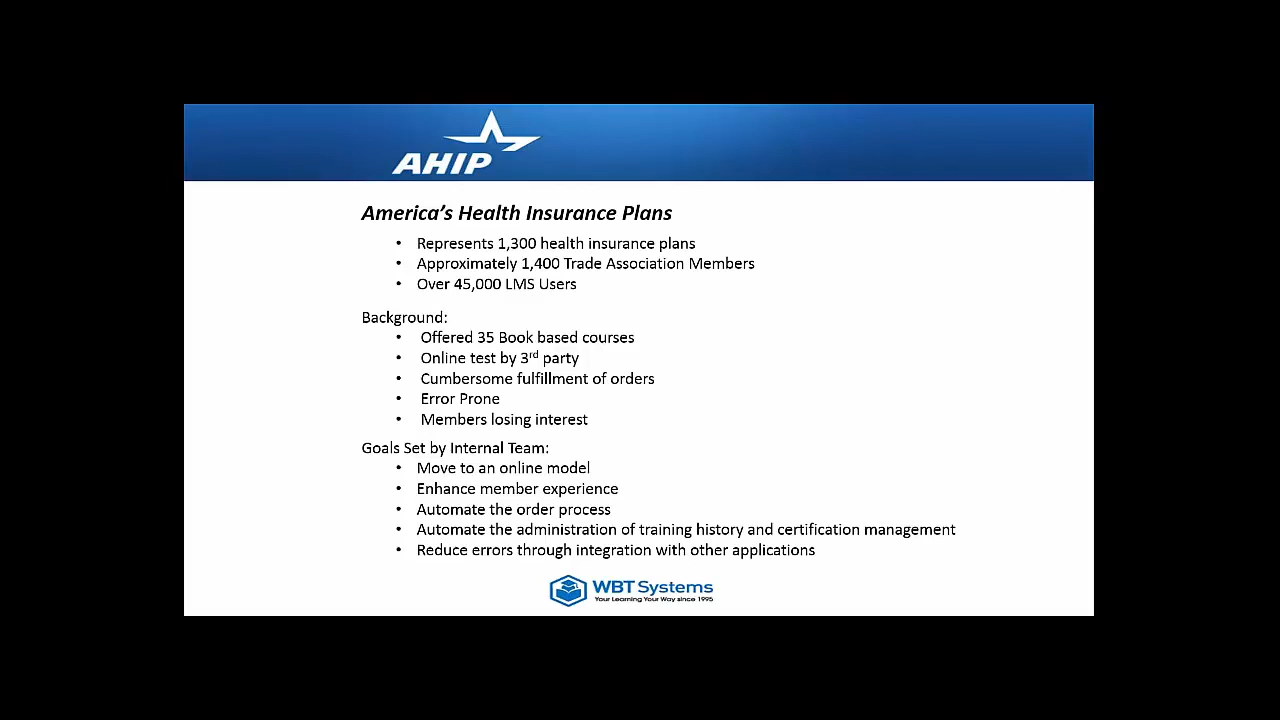 AHIP
America's Health Insurance Plans
• Represents 1,300 health insurance plans
• Approximately 1,400 Trade Association Members
• Over 45,000 LMS Users
Background:
• Offered 35 Book based courses
• Online test by 3rd party
• Cumbersome fulfillment of orders
• Error Prone
• Members losing interest
Goals Set by Internal Team:
• Move to an online model
• Enhance member experience
• Automate the order process
• Automate the administration of training history and certification management
• Reduce errors through integration with other applications
WBT Systems
Your Learning Your Way since 1995